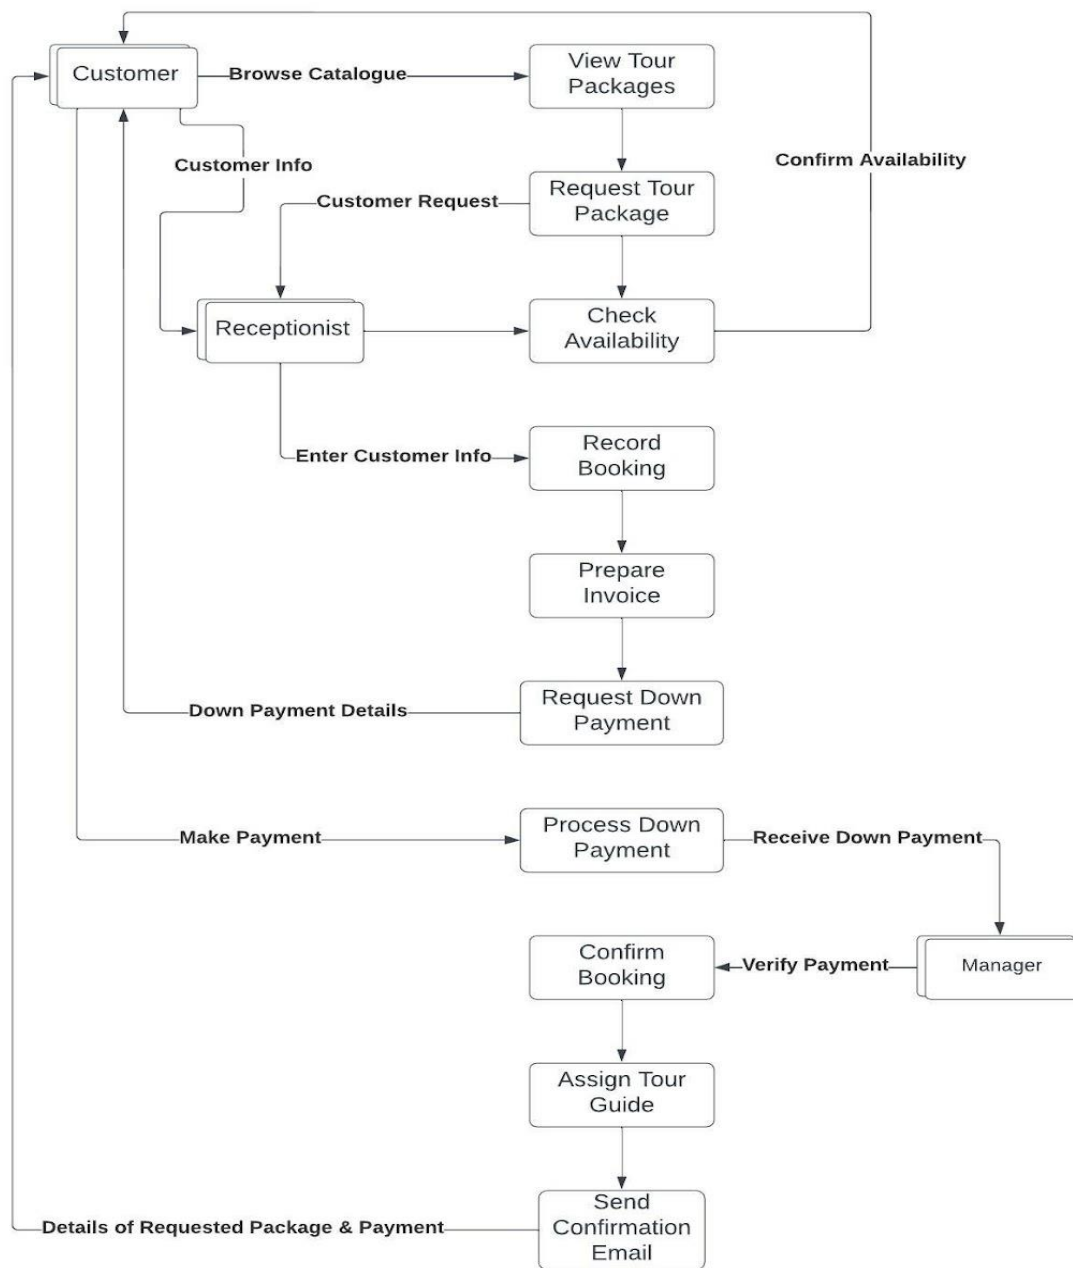 Customer
Browse Catalogue
View Tour
Packages
Customer Info
Confirm Availability
Customer Request
Request Tour
Package
Receptionist
Check
Availability
Enter Customer Info
Record
Booking
Prepare
Invoice
Down Payment Details
Request Down
Payment
Make Payment
Process Down
Payment
Receive Down Payment
Confirm
Booking
Verify Payment
Manager
Assign Tour
Guide
Details of Requested Package & Payment
Send
Confirmation
Email